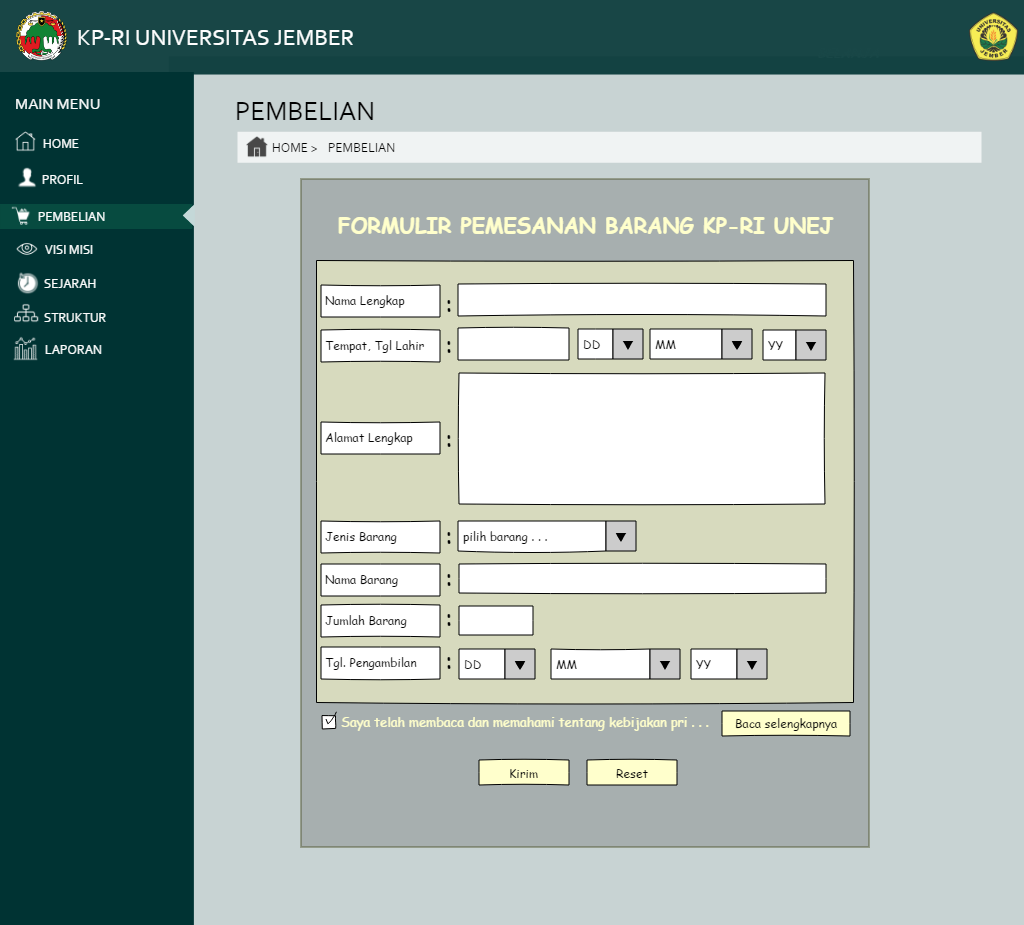 KP-RI UNIVERSITAS JEMBER
UNIVERSITAS
JEMBER
MAIN MENU
HOME
PROFIL
PEMBELIAN
VISI MISI
SEJARAH
STRUKTUR
LAPORAN
PEMBELIAN
HOME > PEMBELIAN
FORMULIR PEMESANAN BARANG KP-RI UNEJ
Nama Lengkap :
Tempat, Tgl Lahir : DD MM YY
Alamat Lengkap :
Jenis Barang : pilih barang . . .
Nama Barang :
Jumlah Barang :
Tgl. Pengambilan : DD MM YY
Saya telah membaca dan memahami tentang kebijakan pri . . . Baca selengkapnya
Kirim Reset